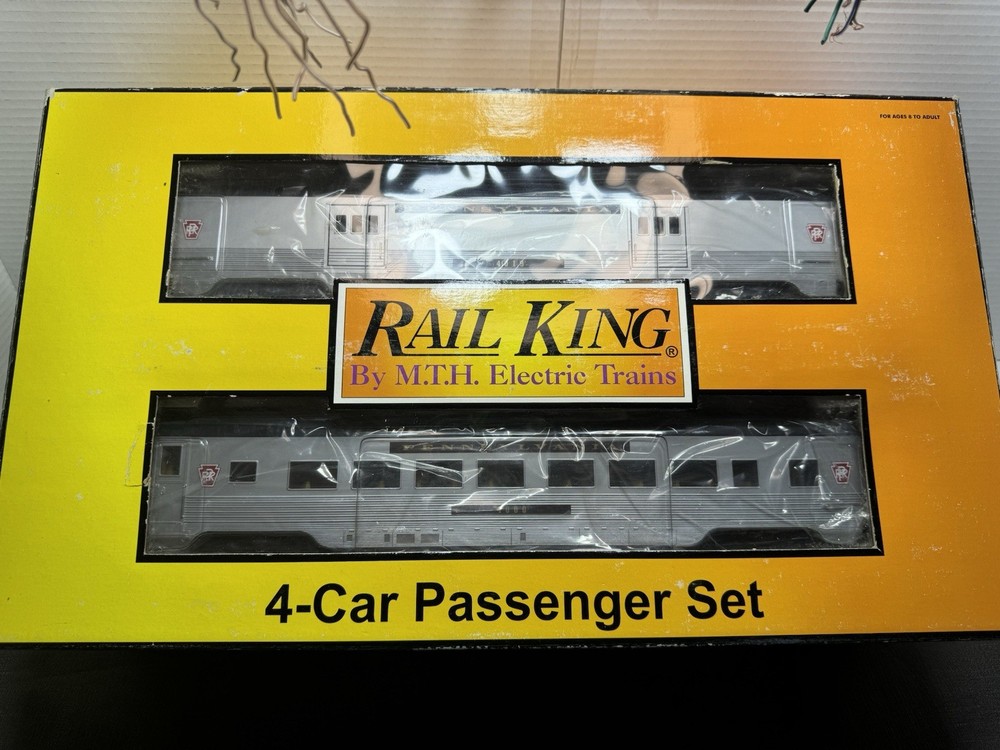 FOR AGES 8 TO ADULT
RAIL KING®
By M.T.H. Electric Trains
4-Car Passenger Set